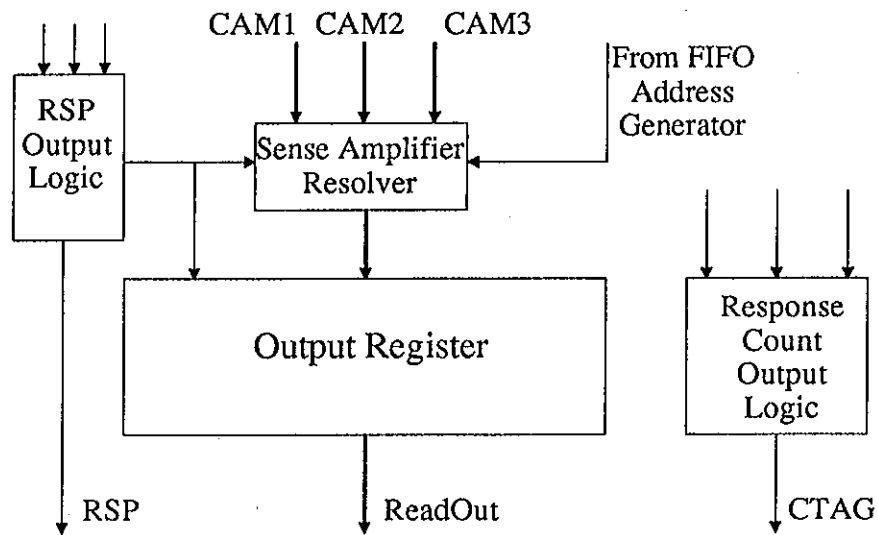 CAM1 CAM2 CAM3
RSP
Output
Logic
From FIFO
Address
Generator
Sense Amplifier
Resolver
Output Register
Response
Count
Output
Logic
RSP
ReadOut
CTAG